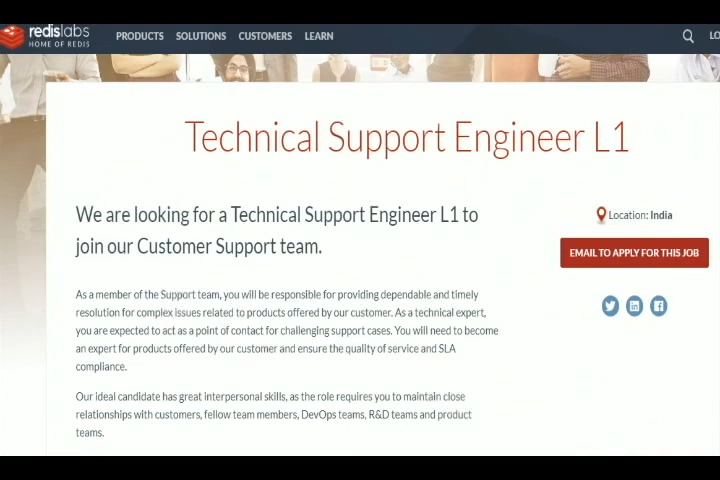 redislabs
HOME OF REDIS
PRODUCTS SOLUTIONS CUSTOMERS LEARN
LO
Technical Support Engineer L1
We are looking for a Technical Support Engineer L1 to
join our Customer Support team.
Location: India
EMAIL TO APPLY FOR THIS JOB
As a member of the Support team, you will be responsible for providing dependable and timely
resolution for complex issues related to products offered by our customer. As a technical expert,
you are expected to act as a point of contact for challenging support cases. You will need to become
an expert for products offered by our customer and ensure the quality of service and SLA
compliance.
Our ideal candidate has great interpersonal skills, as the role requires you to maintain close
relationships with customers, fellow team members, DevOps teams, R&D teams and product
teams.